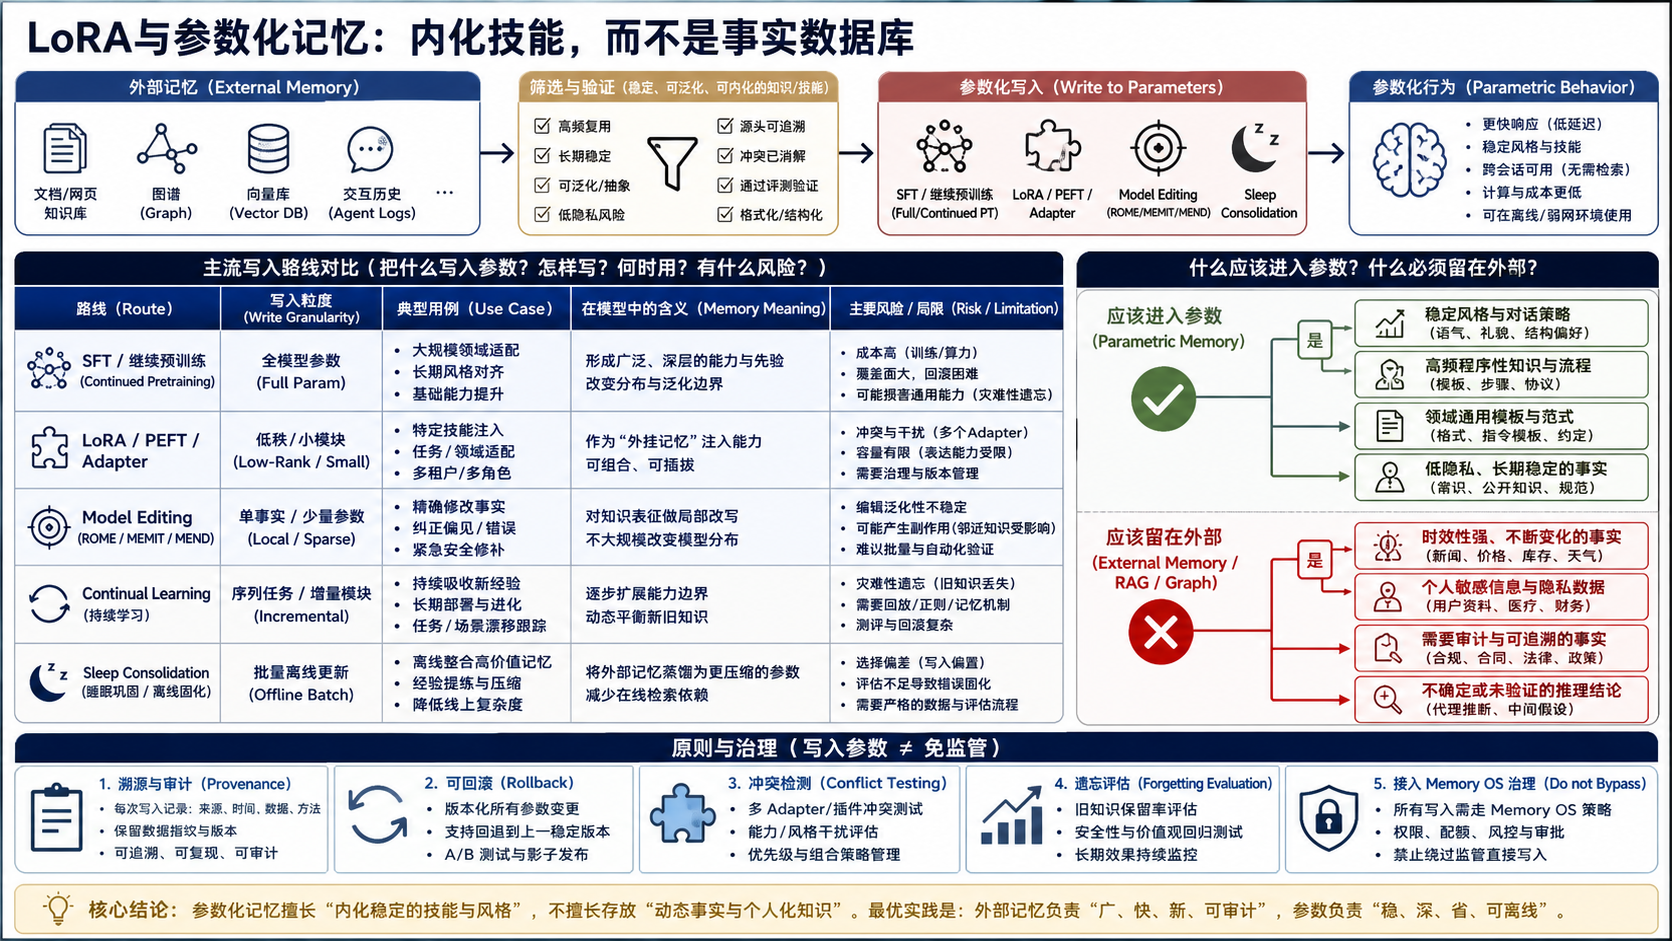 LoRA与参数化记忆：内化技能，而不是事实数据库
外部记忆（External Memory）
文档/网页
知识库
图谱
(Graph)
向量库
(Vector DB)
交互历史
(Agent Logs)
...
筛选与验证（稳定、可泛化、可内化的知识/技能）
高频复用
长期稳定
可泛化/抽象
低隐私风险
源头可追溯
冲突已消解
通过评测验证
格式化/结构化
参数化写入（Write to Parameters）
SFT / 继续预训练
(Full/Continued PT)
LoRA / PEFT /
Adapter
Model Editing
(ROME/MEMIT/MEND)
Sleep
Consolidation
参数化行为（Parametric Behavior）
• 更快响应（低延迟）
• 稳定风格与技能
• 跨会话可用（无需检索）
• 计算与成本更低
• 可在离线/弱网环境使用
主流写入路线对比（把什么写入参数？怎样写？何时用？有什么风险？）
路线（Route）
写入粒度
(Write Granularity)
典型用例（Use Case）
在模型中的含义（Memory Meaning）
主要风险 / 局限（Risk / Limitation）
SFT / 继续预训练
(Continued Pretraining)
全模型参数
(Full Param)
• 大规模领域适配
• 长期风格对齐
• 基础能力提升
形成广泛、深层的能力与先验
改变分布与泛化边界
• 成本高（训练/算力）
• 覆盖面大，回滚困难
• 可能损害通用能力（灾难性遗忘）
LoRA / PEFT /
Adapter
低秩/小模块
(Low-Rank / Small)
• 特定技能注入
• 任务/领域适配
• 多租户/多角色
作为“外挂记忆”注入能力
可组合、可插拔
• 冲突与干扰（多个Adapter）
• 容量有限（表达能力受限）
• 需要治理与版本管理
Model Editing
(ROME / MEMIT / MEND)
单事实 / 少量参数
(Local / Sparse)
• 精确修改事实
• 纠正偏见/错误
• 紧急安全修补
对知识表征做局部改写
不大规模改变模型分布
• 编辑泛化性不稳定
• 可能产生副作用（邻近知识受影响）
• 难以批量与自动化验证
Continual Learning
(持续学习)
序列任务 / 增量模块
(Incremental)
• 持续吸收新经验
• 长期部署与进化
• 任务/场景漂移跟踪
逐步扩展能力边界
动态平衡新旧知识
• 灾难性遗忘（旧知识丢失）
• 需要回放/正则/记忆机制
• 测评与回滚复杂
z z
Sleep Consolidation
(睡眠巩固 / 离线固化)
批量离线更新
(Offline Batch)
• 离线整合高价值记忆
• 经验提练与压缩
• 降低线上复杂度
将外部记忆蒸馏为更压缩的参数
减少在线检索依赖
• 选择偏差（写入偏置）
• 评估不足导致错误固化
• 需要严格的数据与评估流程
什么应该进入参数？什么必须留在外部？
应该进入参数
(Parametric Memory)
是
稳定风格与对话策略
（语气、礼貌、结构偏好）
高频程序性知识与流程
（模板、步骤、协议）
领域通用模板与范式
（格式、指令模板、约定）
低隐私、长期稳定的事实
（常识、公开知识、规范）
应该留在外部
(External Memory /
RAG / Graph)
是
时效性强、不断变化的事实
（新闻、价格、库存、天气）
个人敏感信息与隐私数据
（用户资料、医疗、财务）
需要审计与可追溯的事实
（合规、合同、法律、政策）
不确定或未验证的推理结论
（代理推断、中间假设）
原则与治理（写入参数 ≠ 免监管）
1. 溯源与审计（Provenance）
• 每次写入记录：来源、时间、数据、方法
• 保留数据指纹与版本
• 可追溯、可复现、可审计
2. 可回滚（Rollback）
• 版本化所有参数变更
• 支持回退到上一稳定版本
• A/B 测试与影子发布
3. 冲突检测（Conflict Testing）
• 多 Adapter/插件冲突测试
• 能力/风格干扰评估
• 优先级与组合策略管理
4. 遗忘评估（Forgetting Evaluation）
• 旧知识保留率评估
• 安全性与价值观回归测试
• 长期效果持续监控
5. 接入 Memory OS 治理（Do not Bypass）
• 所有写入需走 Memory OS 策略
• 权限、配额、风控与审批
• 禁止绕过监管直接写入
核心结论：参数化记忆擅长“内化稳定的技能与风格”，不擅长存放“动态事实与个人化知识”。最优实践是：外部记忆负责“广、快、新、可审计”，参数负责“稳、深、省、可离线”。